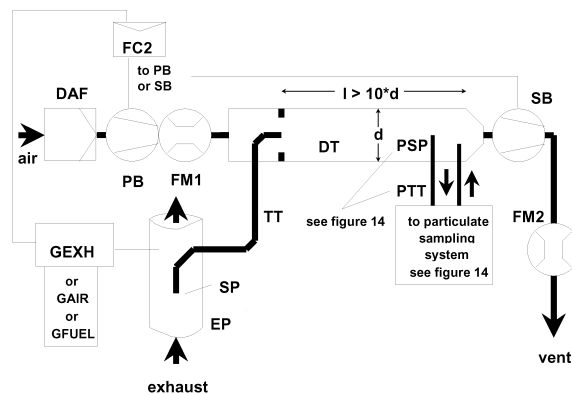 FC2
to PB
or SB
l > 10*d
DAF
SB
d
DT
PSP
air
PB
FM1
PTT
TT
see figure 14
to particulate
sampling
system
see figure 14
FM2
GEXH
or
GAIR
or
GFUEL
SP
EP
vent
exhaust